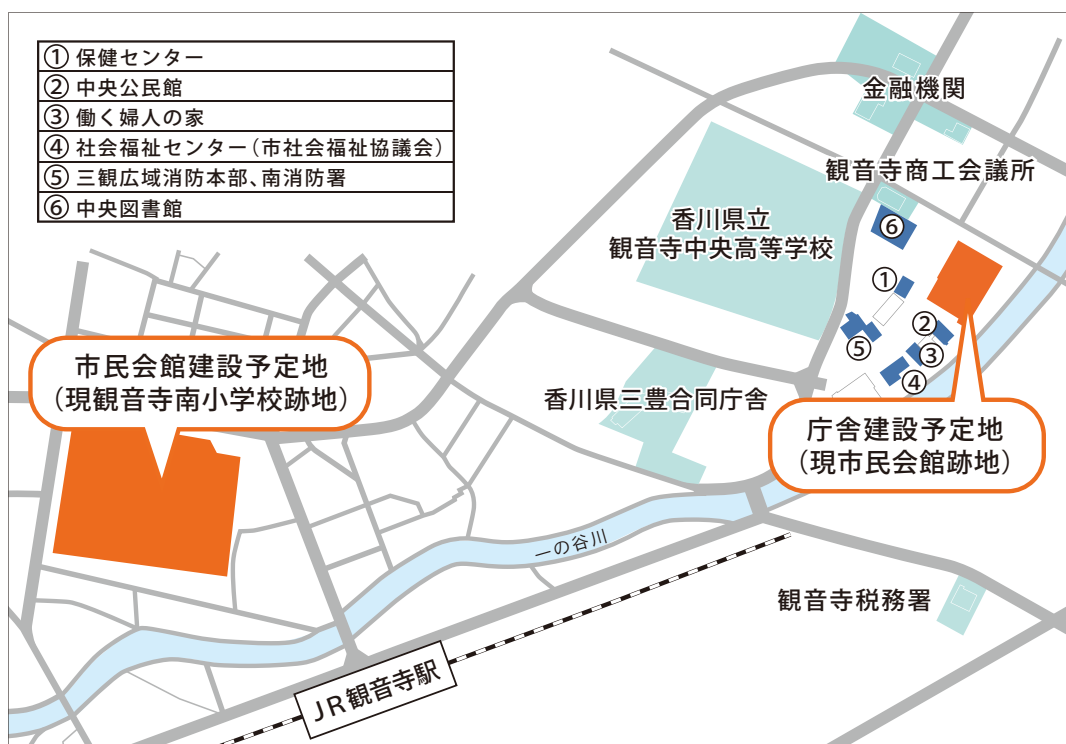 ① 保健センター
② 中央公民館
③ 働く婦人の家
④ 社会福祉センター(市社会福祉協議会)
⑤ 三観広域消防本部、南消防署
⑥ 中央図書館
金融機関
観音寺商工会議所
香川県立
観音寺中央高等学校
⑥
①
②
③
⑤
④
市民会館建設予定地
(現観音寺南小学校跡地)
香川県三豊合同庁舎
庁舎建設予定地
(現市民会館跡地)
一の谷川
観音寺税務署
JR観音寺駅